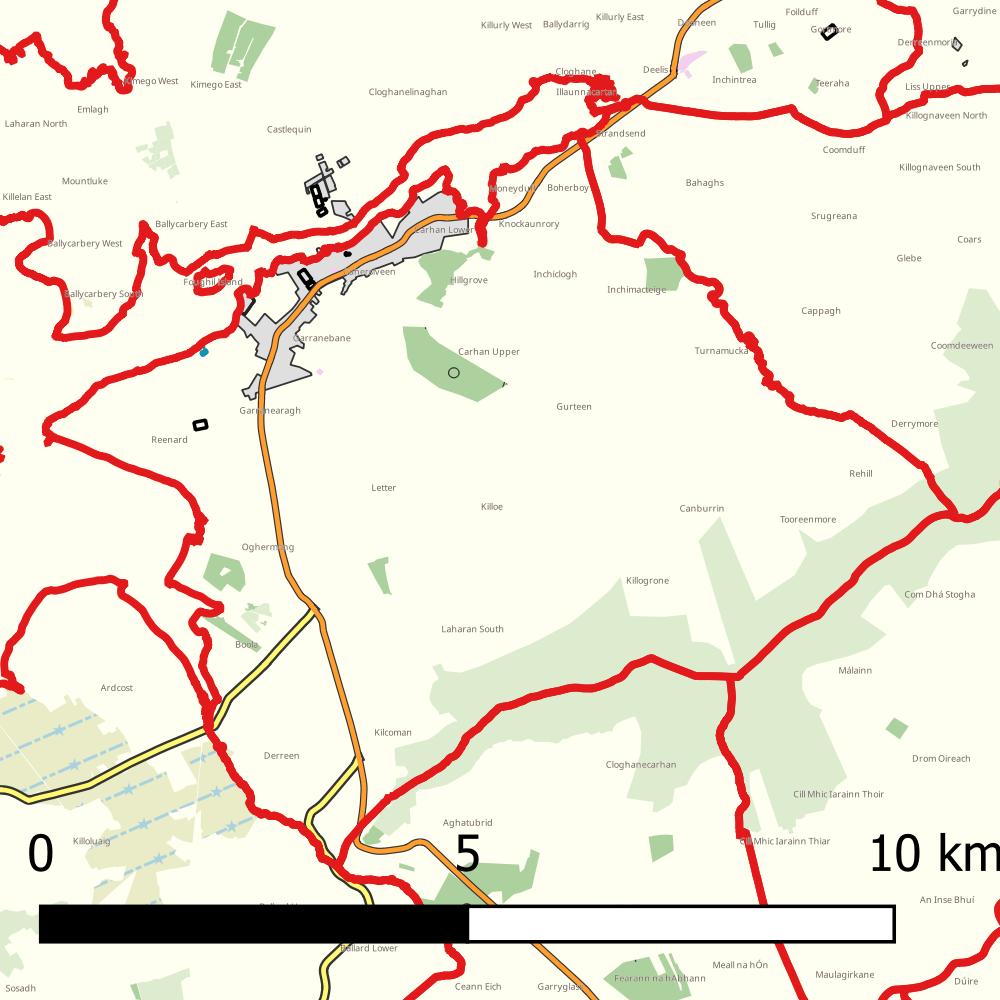 Killurly West
Ballydarrig
Killurly East
Tullig
Foilduff
Garrydine
Kimego West
Kimego East
Cloghane
Deelis
Inchintrea
Teeraha
Liss Upper
Emlagh
Cloghanelinaghan
Illaunnacartan
Laharan North
Castlequin
Strandsend
Killognaveen North
Coomduff
Killognaveen South
Mountluke
Killelan East
Moneyduff
Boherboy
Bahaghs
Ballycarbery East
Carhan Lower
Knockaunrory
Srugreana
Ballycarbery West
Coars
Glebe
Foughil Island
Hillgrove
Inchiclogh
Inchimacteige
Ballycarbery South
Cappagh
Garranebane
Carhan Upper
Turnamucka
Coomdeeween
Garranearagh
Gurteen
Derrymore
Reenard
Rehill
Letter
Killoe
Canburrin
Tooreenmore
Oghermong
Killogrone
Com Dhá Stogha
Laharan South
Boola
Málainn
Ardcost
Kilcoman
Derreen
Cloghanecarhan
Drom Oireach
Cill Mhic Iarainn Thoir
Aghatubrid
Killoluaig
Cill Mhic Iarainn Thiar
0 5 10 km
An Inse Bhuí
Ballard Lower
Meall na hÓn
Maulagirkane
Fearann na hAbhann
Dúire
Sosadh
Ceann Eich
Garryglass